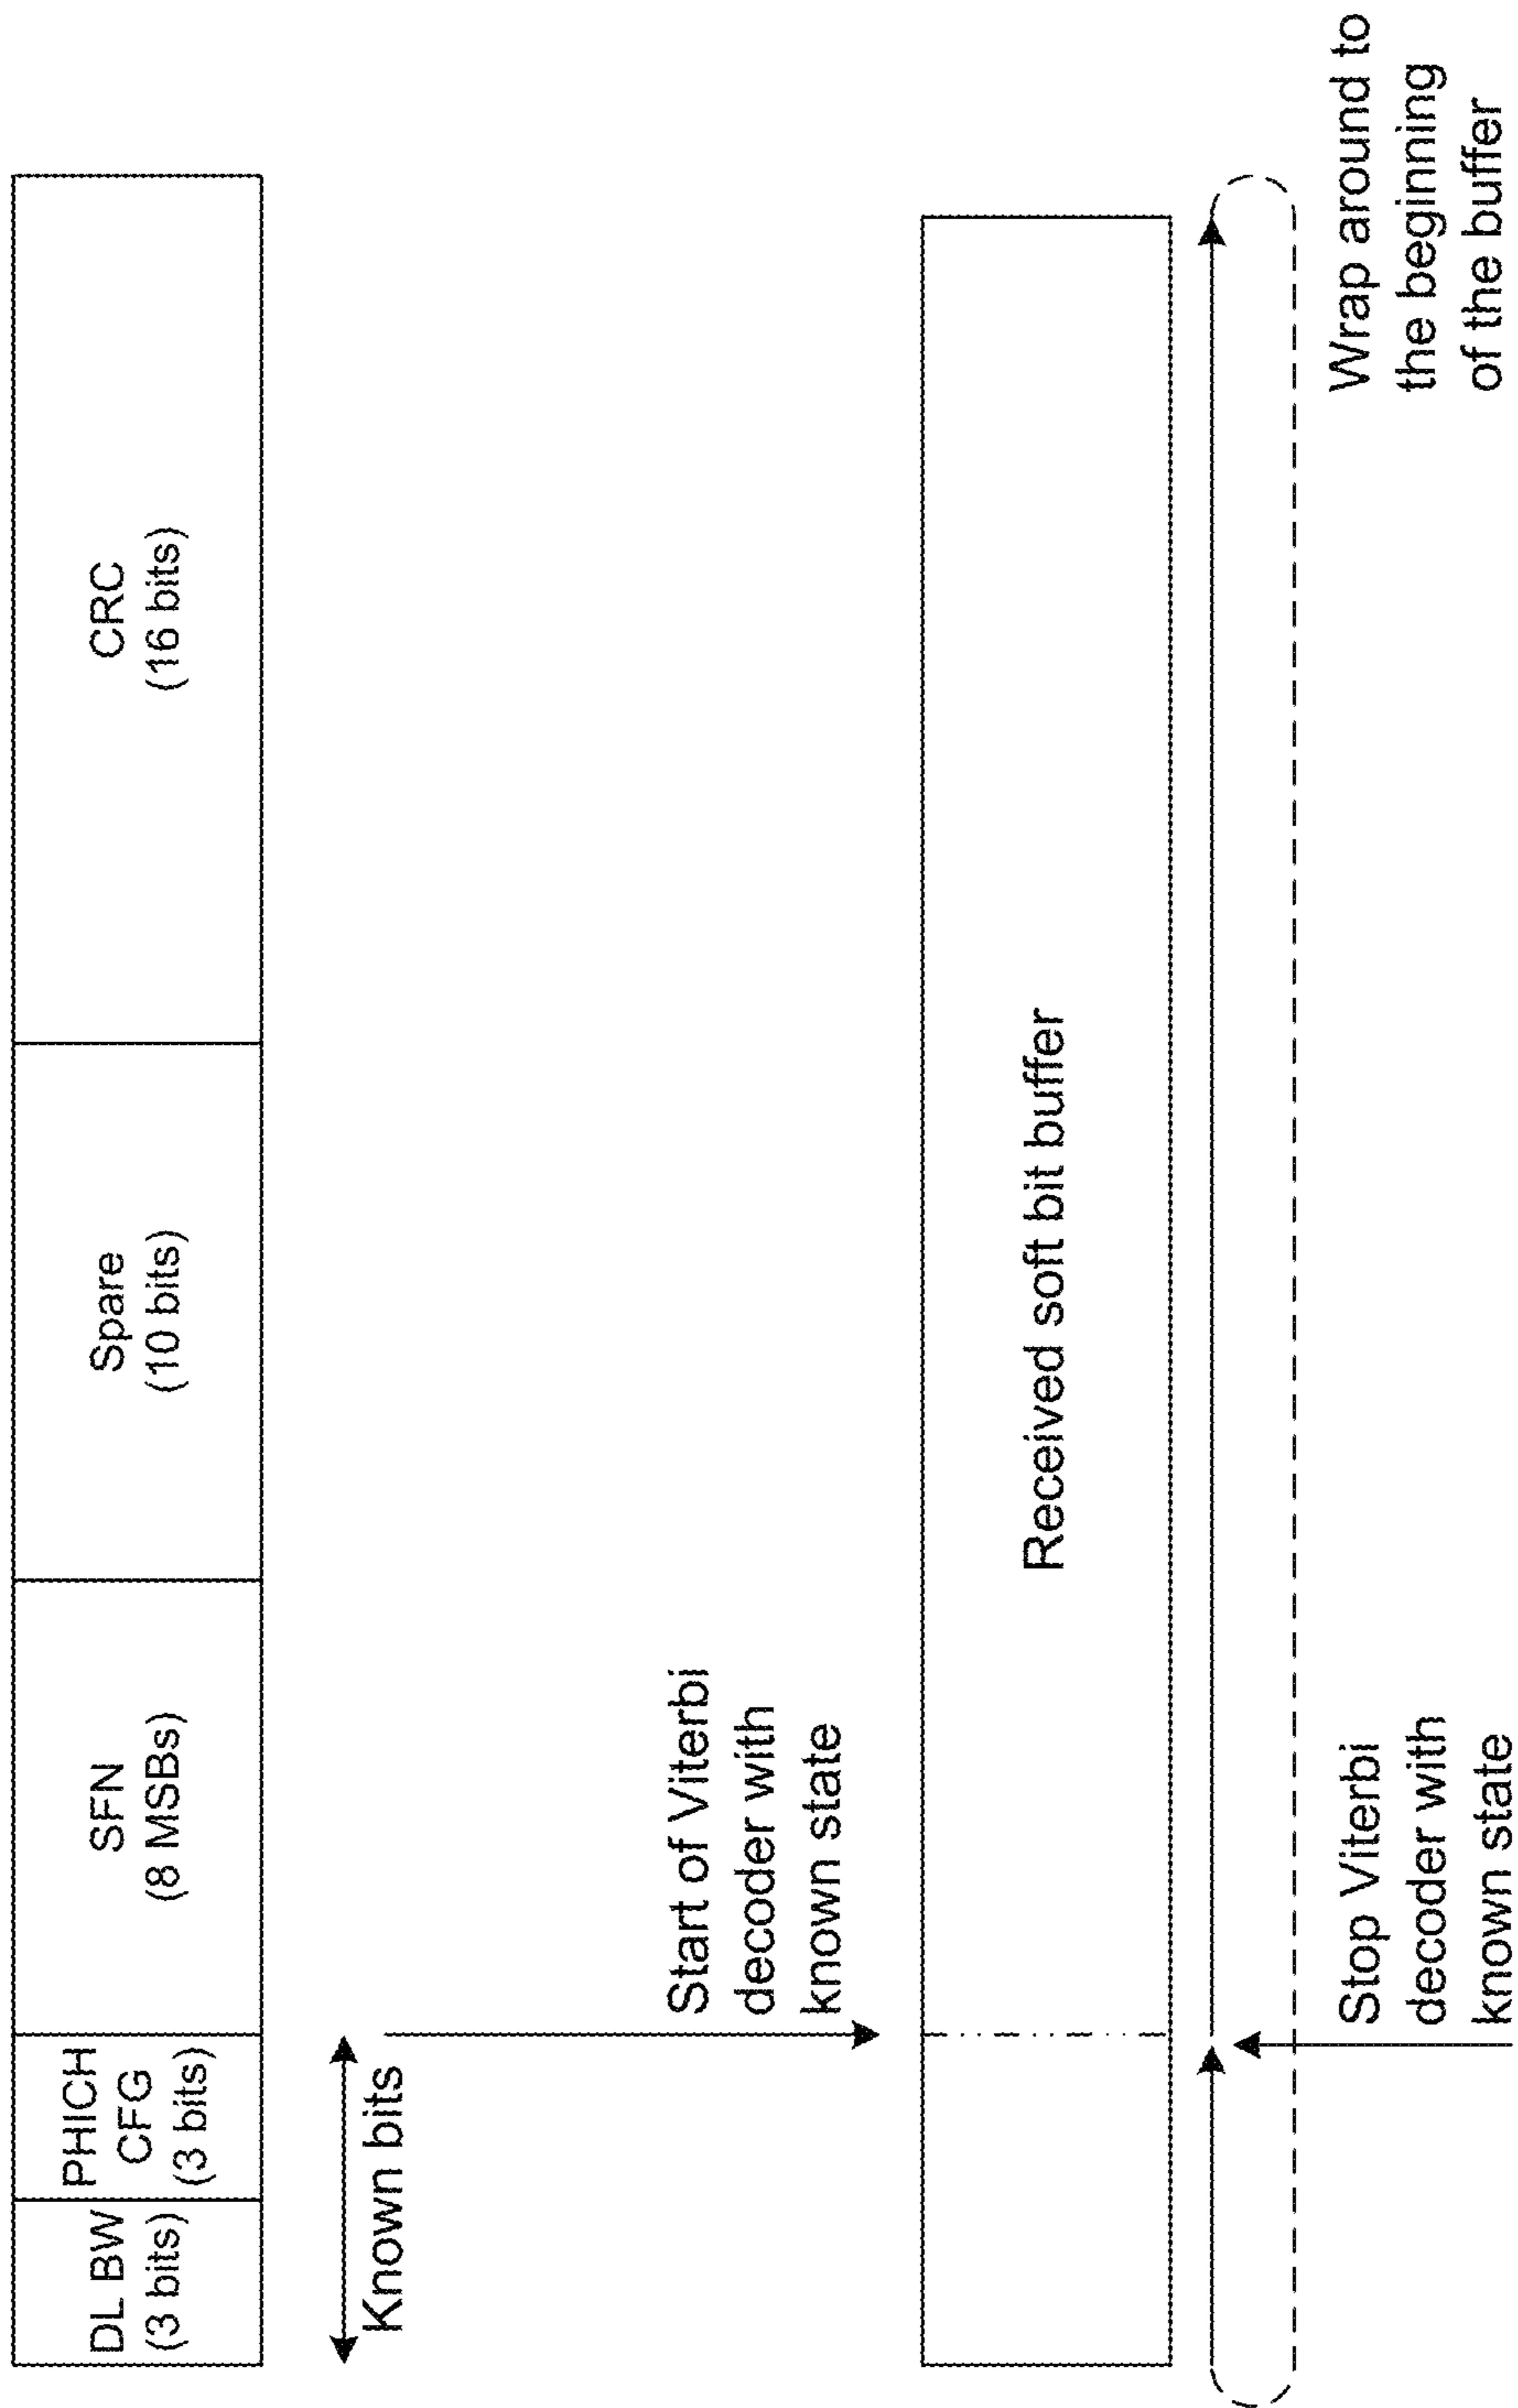 DL BW
(3 bits)
PHICH
CFG
(3 bits)
SFN
(8 MSBs)
Spare
(10 bits)
CRC
(16 bits)
Known bits
Start of Viterbi
decoder with
known state
Received soft bit buffer
Stop Viterbi
decoder with
known state
Wrap around to
the beginning
of the buffer